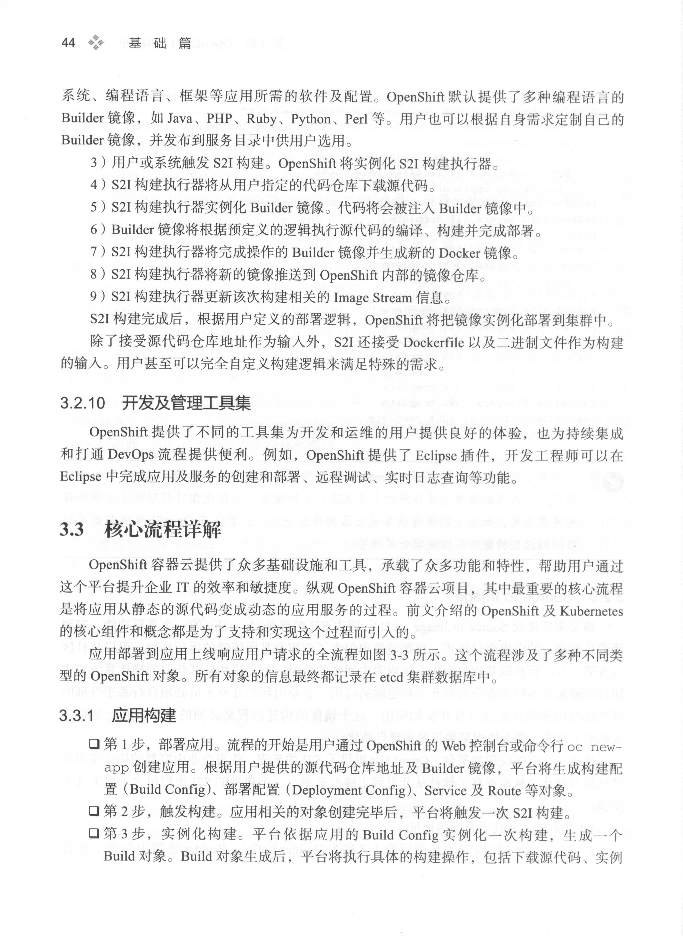 44 基 础 篇
系统、编程语言、框架等应用所需的软件及配置。OpenShift 默认提供了多种编程语言的
Builder 镜像，如 Java、PHP、Ruby、Python、Perl 等。用户也可以根据自身需求定制自己的
Builder 镜像，并发布到服务目录中供用户选用。
3）用户或系统触发 S2I 构建。OpenShift 将实例化 S2I 构建执行器。
4）S2I 构建执行器将从用户指定的代码仓库下载源代码。
5）S2I 构建执行器实例化 Builder 镜像。代码将会被注入 Builder 镜像中。
6）Builder 镜像将根据预定义的逻辑执行源代码的编译、构建并完成部署。
7）S2I 构建执行器将完成操作的 Builder 镜像并生成新的 Docker 镜像。
8）S2I 构建执行器将新的镜像推送到 OpenShift 内部的镜像仓库。
9）S2I 构建执行器更新该次构建相关的 Image Stream 信息。
S2I 构建完成后，根据用户定义的部署逻辑，OpenShift 将把镜像实例化部署到集群中。
除了接受源代码仓库地址作为输入外，S2I 还接受 Dockerfile 以及二进制文件作为构建
的输入。用户甚至可以完全自定义构建逻辑来满足特殊的需求。
3.2.10 开发及管理工具集
OpenShift 提供了不同的工具集为开发和运维的用户提供良好的体验，也为持续集成
和打通 DevOps 流程提供便利。例如，OpenShift 提供了 Eclipse 插件，开发工程师可以在
Eclipse 中完成应用及服务的创建和部署、远程调试、实时日志查询等功能。
3.3 核心流程详解
OpenShift 容器云提供了众多基础设施和工具，承载了众多功能和特性，帮助用户通过
这个平台提升企业 IT 的效率和敏捷度。纵观 OpenShift 容器云项目，其中最重要的核心流程
是将应用从静态的源代码变成动态的应用服务的过程。前文介绍的 OpenShift 及 Kubernetes
的核心组件和概念都是为了支持和实现这个过程而引入的。
应用部署到应用上线响应用户请求的全流程如图 3-3 所示。这个流程涉及了多种不同类
型的 OpenShift 对象。所有对象的信息最终都记录在 etcd 集群数据库中。
3.3.1 应用构建
❑ 第 1 步，部署应用。流程的开始是用户通过 OpenShift 的 Web 控制台或命令行 oc new-
app 创建应用。根据用户提供的源代码仓库地址及 Builder 镜像，平台将生成构建配
置（Build Config）、部署配置（Deployment Config）、Service 及 Route 等对象。
❑ 第 2 步，触发构建。应用相关的对象创建完毕后，平台将触发一次 S2I 构建。
❑ 第 3 步，实例化构建。平台依据应用的 Build Config 实例化一次构建，生成一个
Build 对象。Build 对象生成后，平台将执行具体的构建操作，包括下载源代码、实例